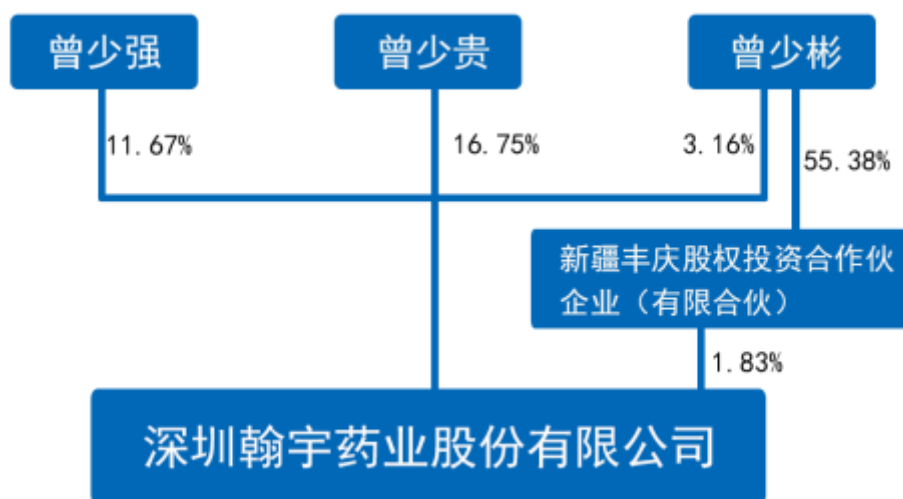 曾少强
曾少贵
曾少彬
11.67%
16.75%
3.16%
55.38%
新疆丰庆股权投资合作伙
企业（有限合伙）
1.83%
深圳翰宇药业股份有限公司